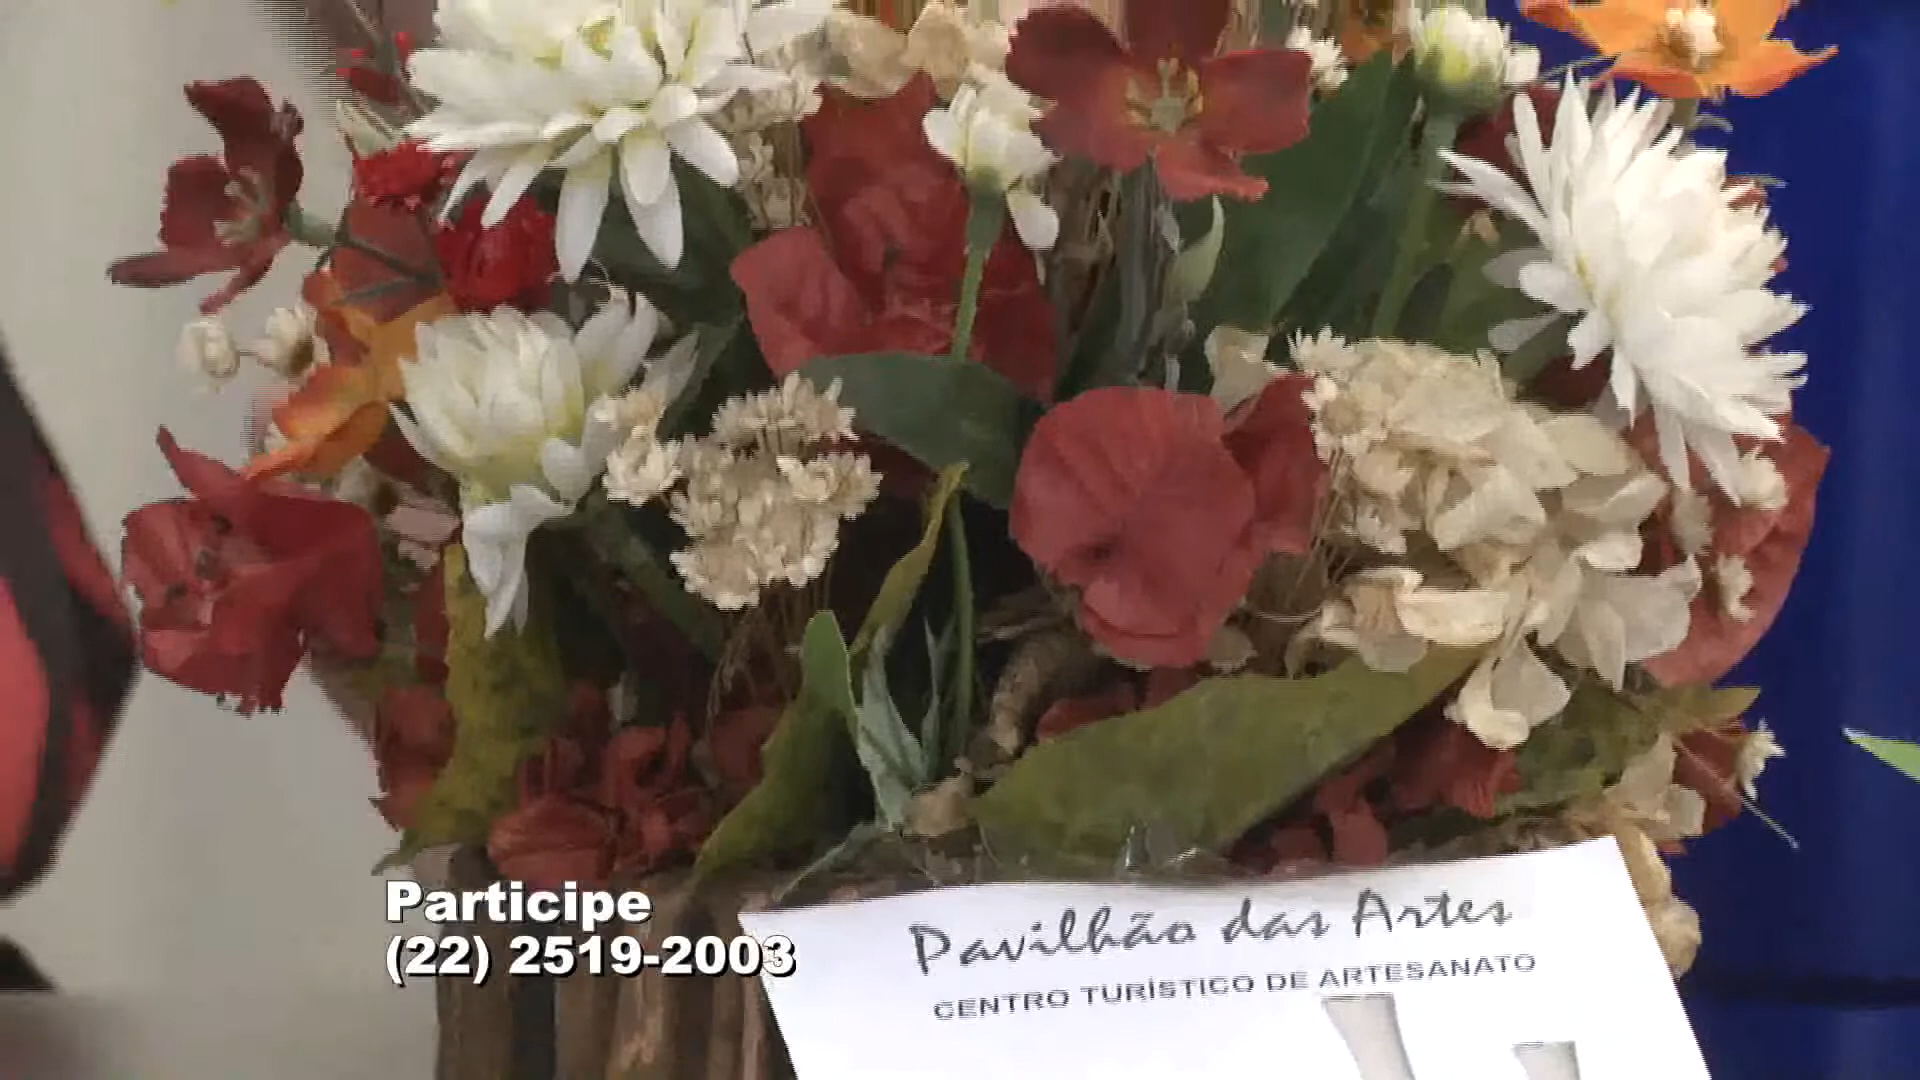 Participe
(22) 2519-2003
Pavilhão das Artes
CENTRO TURÍSTICO DE ARTESANATO